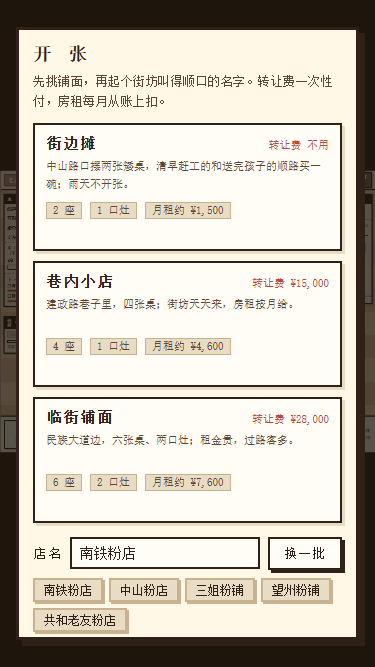 开 张
先挑铺面，再起个街坊叫得顺口的名字。转让费一次性
付，房租每月从账上扣。
街边摊 转让费 不用
中山路口摆两张矮桌，清早赶工的和送完孩子的顺路买一
碗；雨天不开张。
2 座 1 口灶 月租约 ¥1,500
巷内小店 转让费 ¥15,000
建政路巷子里，四张桌；街坊天天来，房租按月给。
4 座 1 口灶 月租约 ¥4,600
临街铺面 转让费 ¥28,000
民族大道边，六张桌、两口灶；租金贵，过路客多。
6 座 2 口灶 月租约 ¥7,600
店名 南铁粉店 换一批
南铁粉店 中山粉店 三姐粉铺 望州粉铺
共和老友粉店